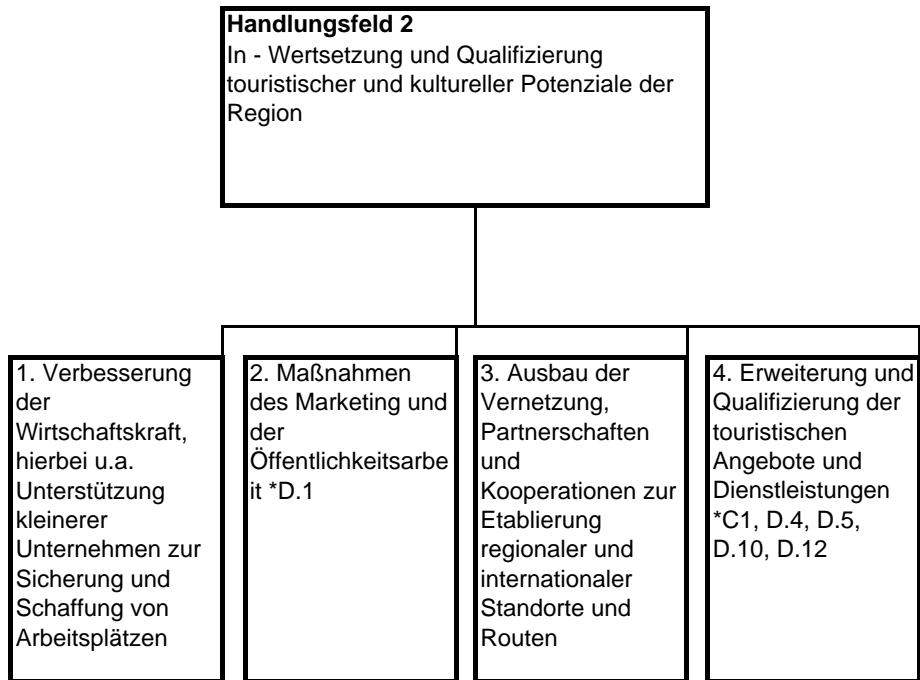 Handlungsfeld 2
In - Wertsetzung und Qualifizierung
touristischer und kultureller Potenziale der
Region
1. Verbesserung
der
Wirtschaftskraft,
hierbei u.a.
Unterstützung
kleinerer
Unternehmen zur
Sicherung und
Schaffung von
Arbeitsplätzen
2. Maßnahmen
des Marketing und
der
Öffentlichkeitsarbe
it *D.1
3. Ausbau der
Vernetzung,
Partnerschaften
und
Kooperationen zur
Etablierung
regionaler und
internationaler
Standorte und
Routen
4. Erweiterung und
Qualifizierung der
touristischen
Angebote und
Dienstleistungen
*C1, D.4, D.5,
D.10, D.12